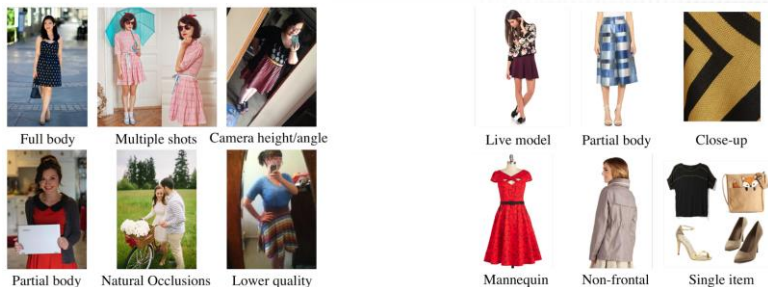 Full body
Multiple shots
Camera height/angle
Live model
Partial body
Close-up
Partial body
Natural Occlusions
Lower quality
Mannequin
Non-frontal
Single item